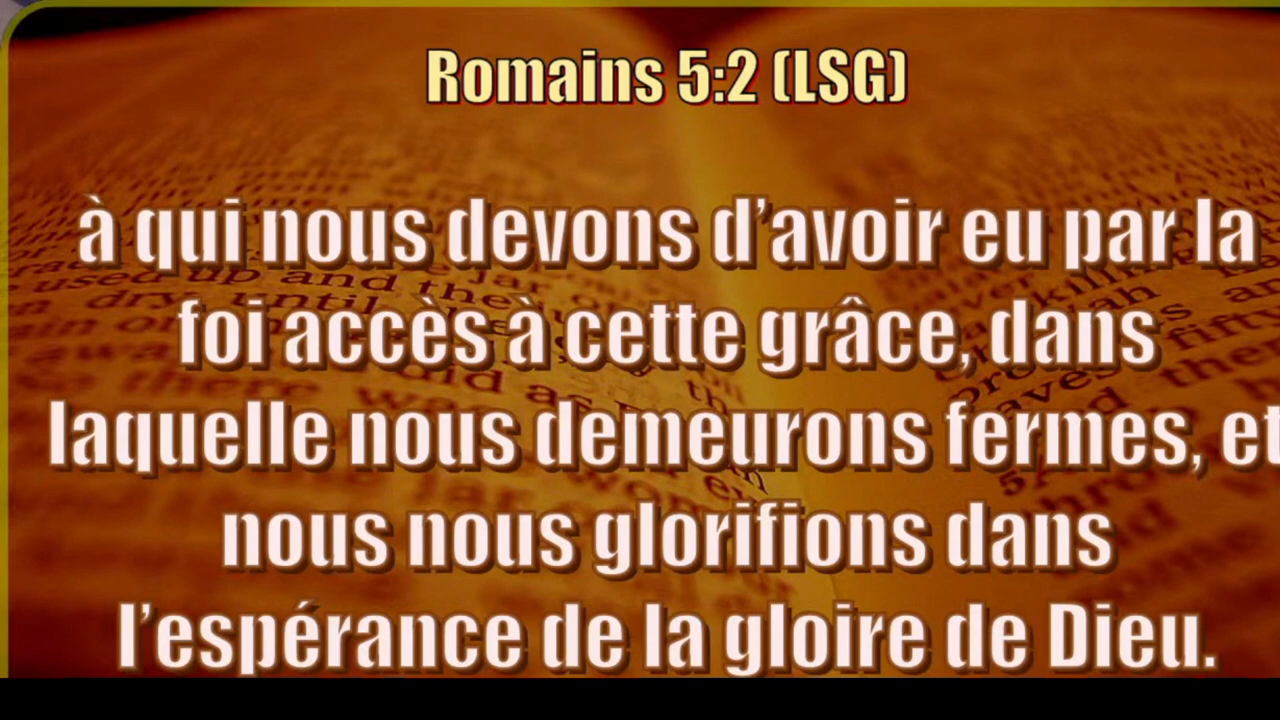 Romains 5:2 (LSG)
à qui nous devons d’avoir eu par la
foi accès à cette grâce, dans
laquelle nous demeurons fermes, et
nous nous glorifions dans
l’espérance de la gloire de Dieu.